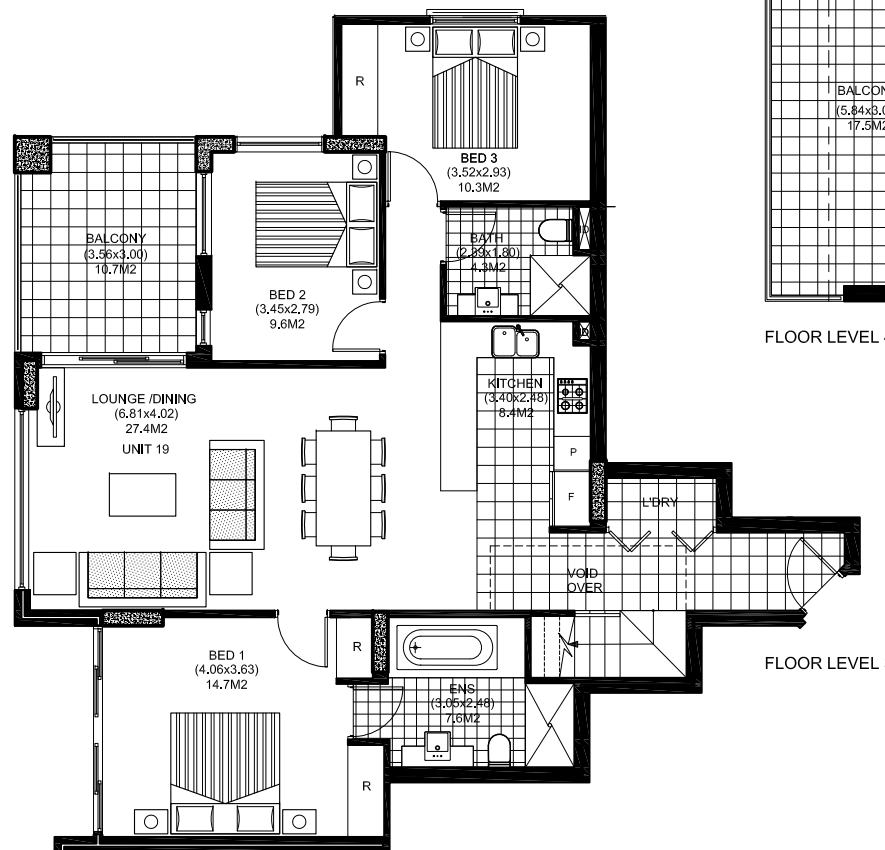 R
BED 3
(3.52x2.93)
10.3M2
BALCONY
(3.56x3.00)
10.7M2
BATH
(2.39x1.80)
4.3M2
BED 2
(3.45x2.79)
9.6M2
LOUNGE /DINING
(6.81x4.02)
27.4M2
UNIT 19
KITCHEN
(3.40x2.48)
8.4M2
P
F
L'DRY
VOID
OVER
BED 1
(4.06x3.63)
14.7M2
R
ENS
(3.05x2.48)
7.6M2
R
17.5M2
FLOOR LEVEL
FLOOR LEVEL